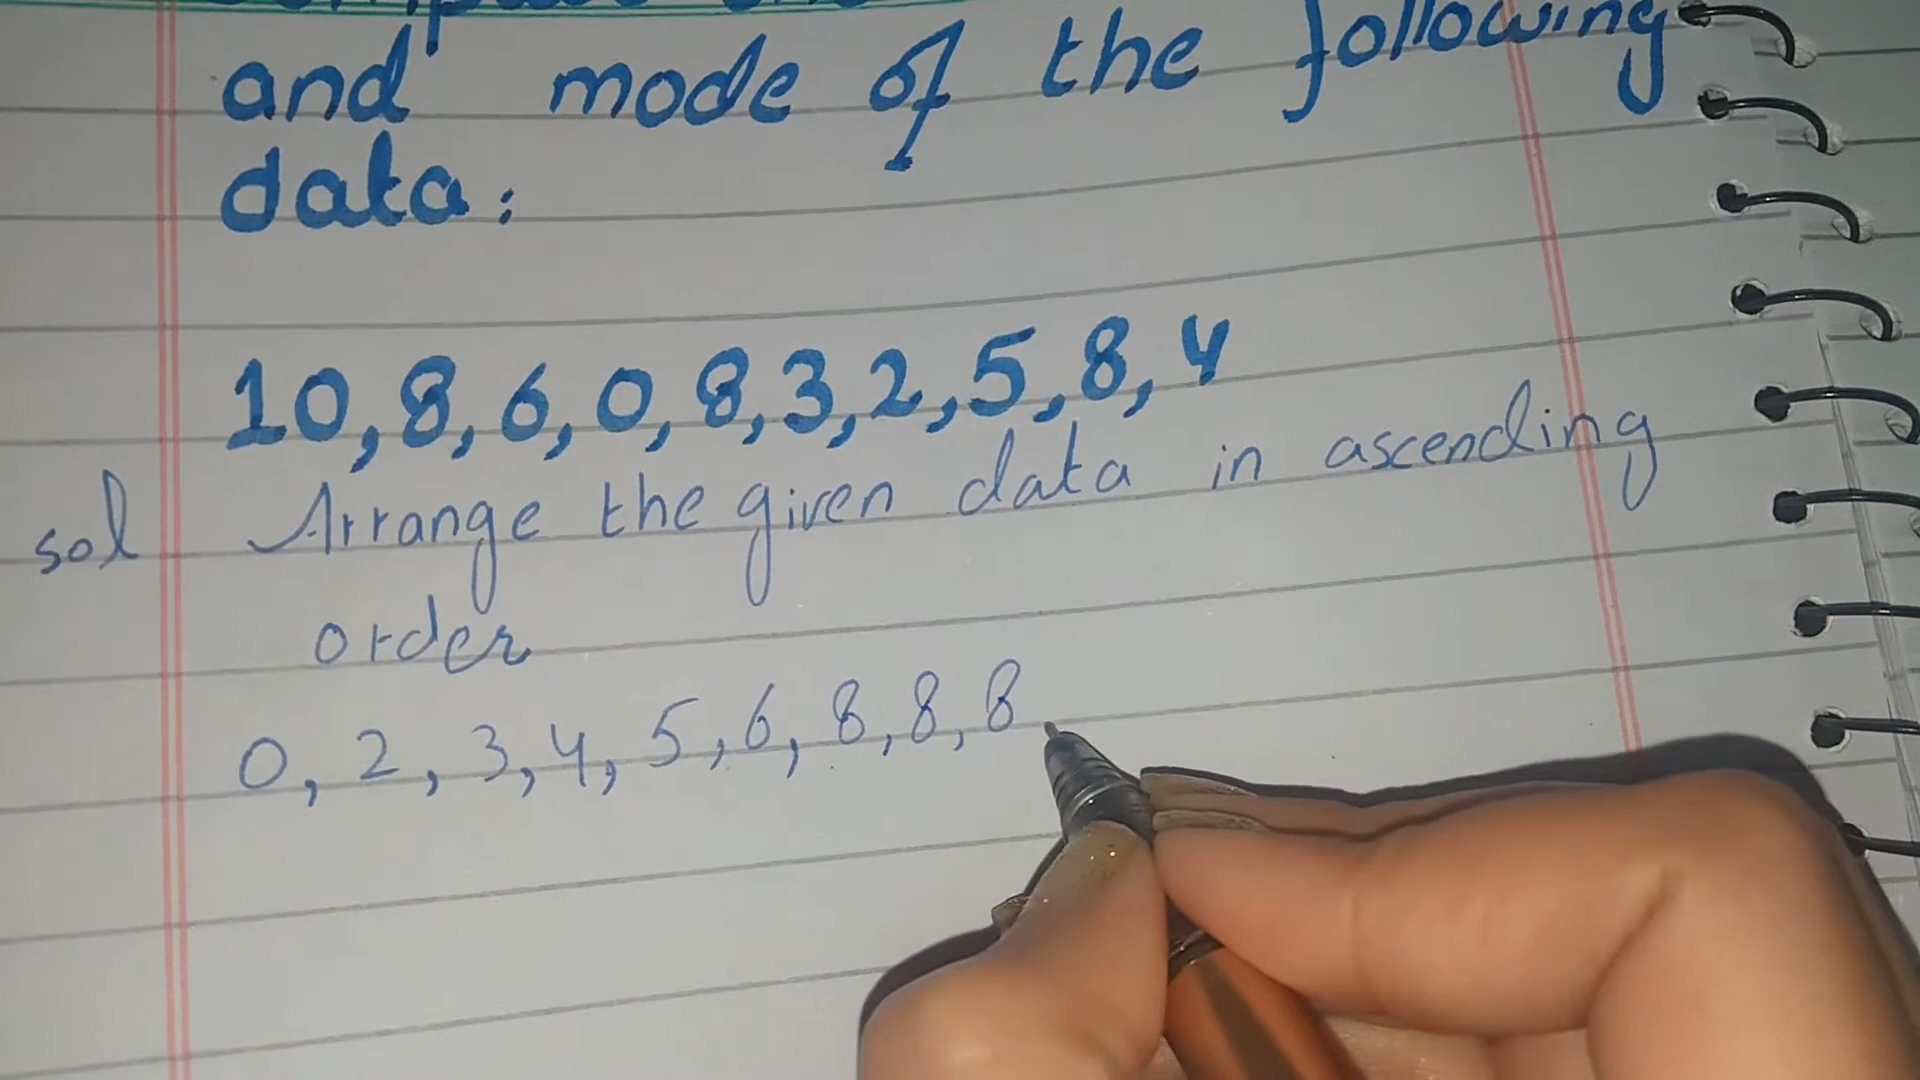 and mode of the following
data:
10,8,6,0,8,3,2,5,8,4
sol Arrange the given data in ascending
order
0, 2, 3, 4, 5, 6, 8, 8, 8